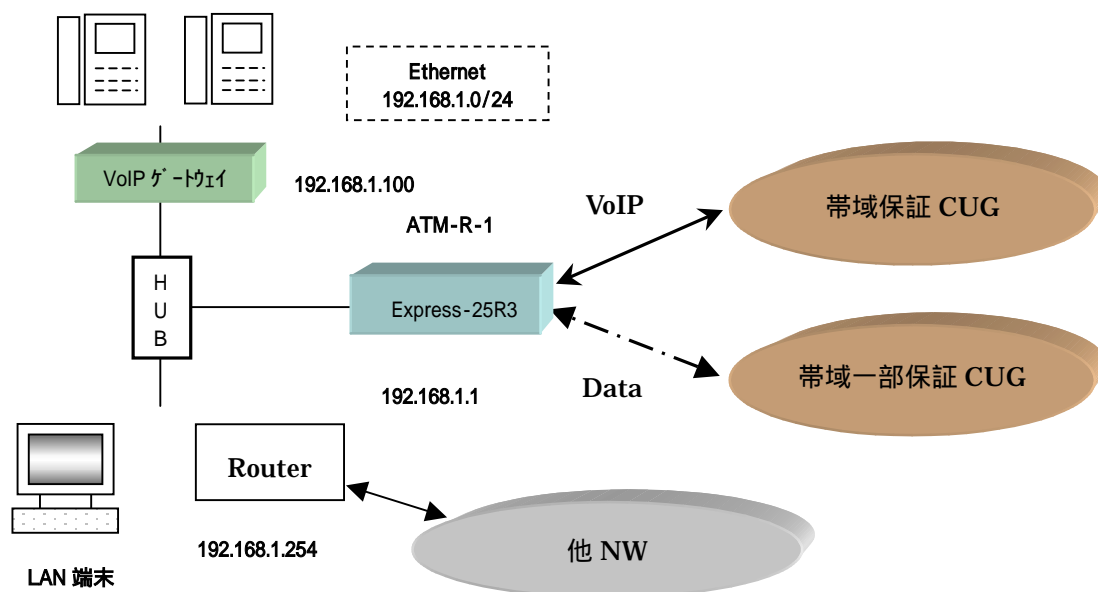 Ethernet
192.168.1.0/24
VoIP ｹﾞｰﾄｳｪｲ
192.168.1.100
VoIP
帯域保証 CUG
ATM-R-1
H
U
B
Express-25R3
帯域一部保証 CUG
192.168.1.1
Data
Router
192.168.1.254
他 NW
LAN 端末